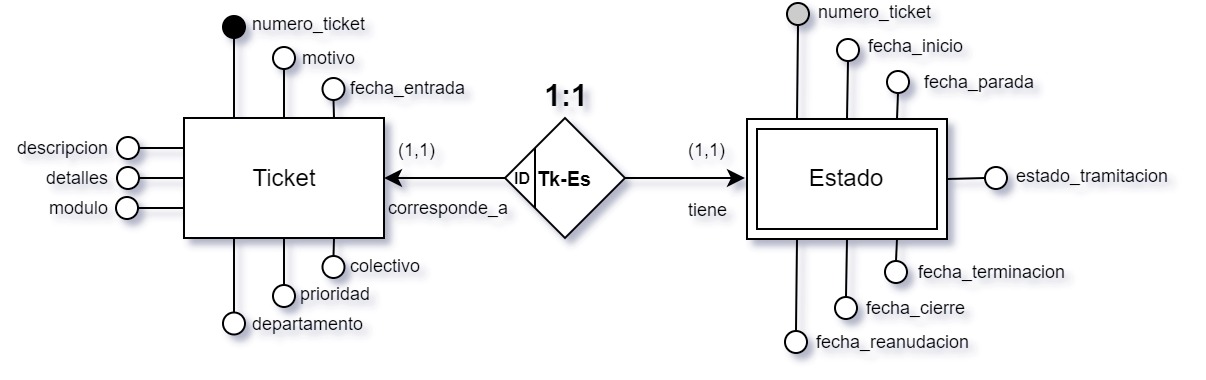 numero_ticket
motivo
fecha_entrada
descripcion
detalles
modulo
Ticket
colectivo
prioridad
departamento
(1,1)
corresponde_a
1:1
ID
Tk-Es
(1,1)
tiene
numero_ticket
fecha_inicio
fecha_parada
Estado
estado_tramitacion
fecha_terminacion
fecha_cierre
fecha_reanudacion